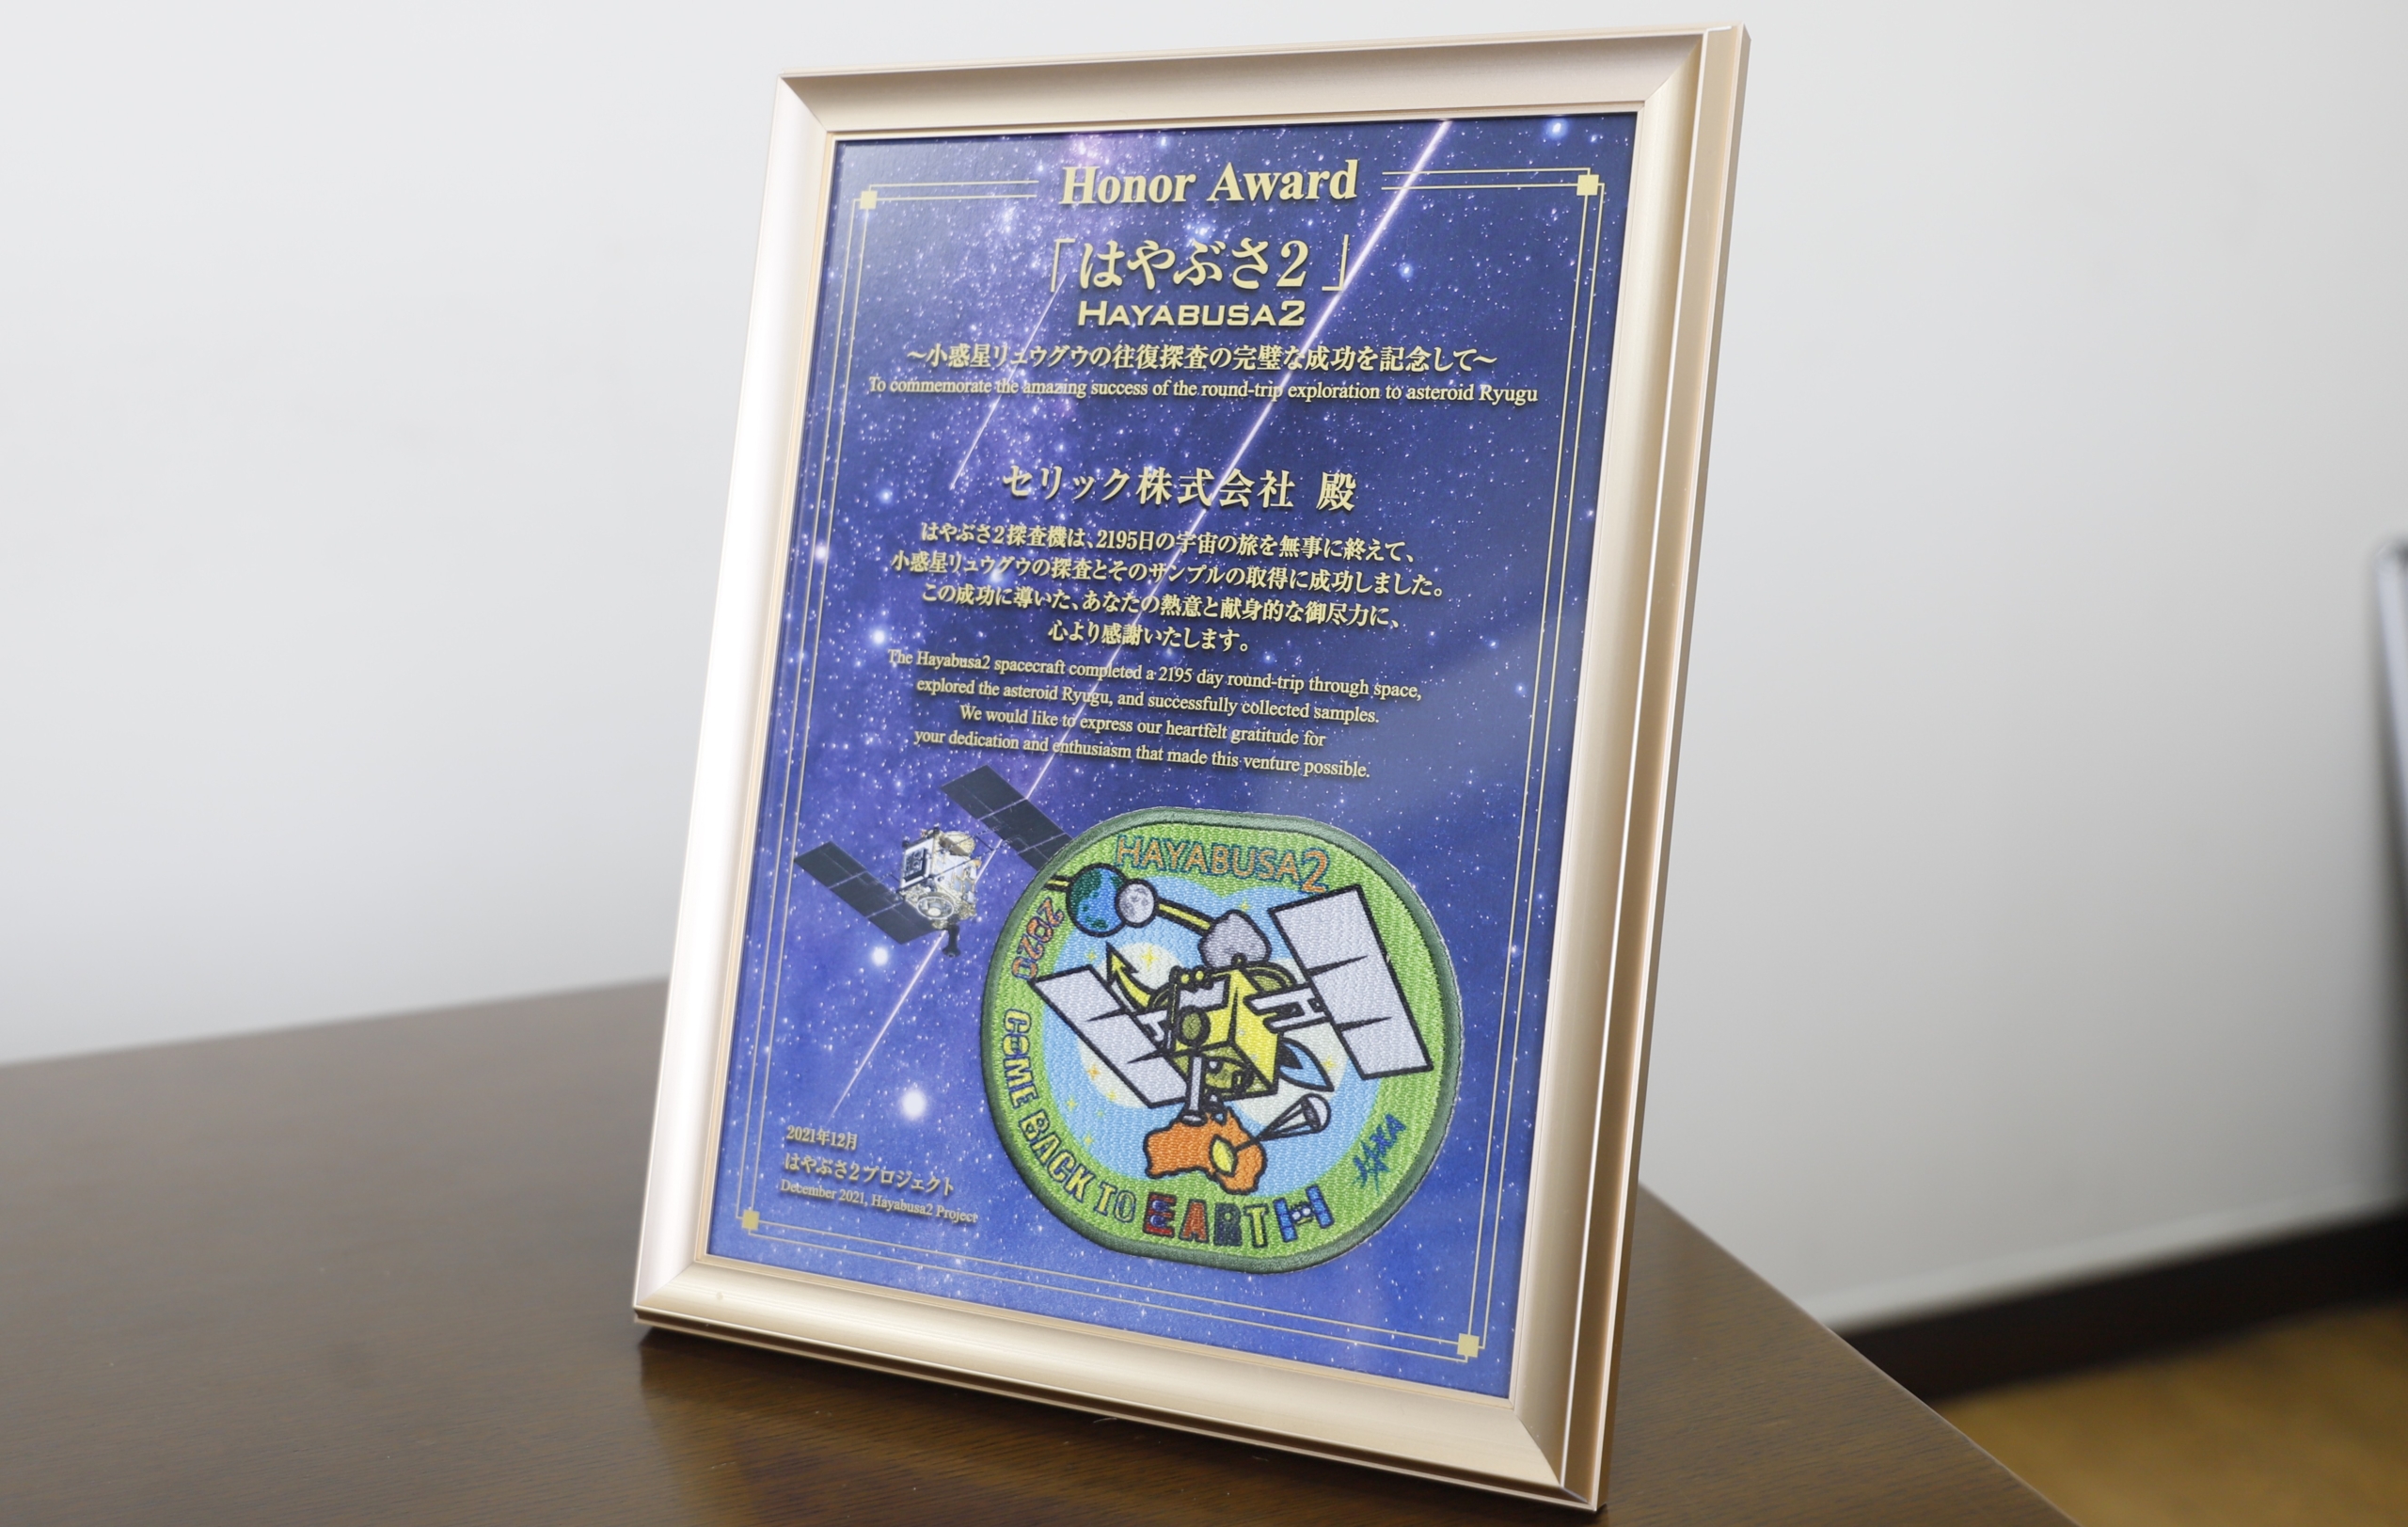 Honor Award
「はやぶさ2」
HAYABUSA2
～小惑星リュウグウの往復探査の完璧な成功を記念して～
To commemorate the amazing success of the round-trip exploration to asteroid Ryugu
セリック株式会社 殿
はやぶさ2探査機は、2195日の宇宙の旅を無事に終えて、
小惑星リュウグウの探査とそのサンプルの取得に成功しました。
この成功に導いた、あなたの熱意と献身的な御尽力に、
心より感謝いたします。
The Hayabusa2 spacecraft completed a 2195 day round-trip through space,
explored the asteroid Ryugu, and successfully collected samples.
We would like to express our heartfelt gratitude for
your dedication and enthusiasm that made this venture possible.
HAYABUSA2
2020
COME BACK TO EARTH
JAXA
2021年12月
はやぶさ2プロジェクト
December 2021, Hayabusa2 Project